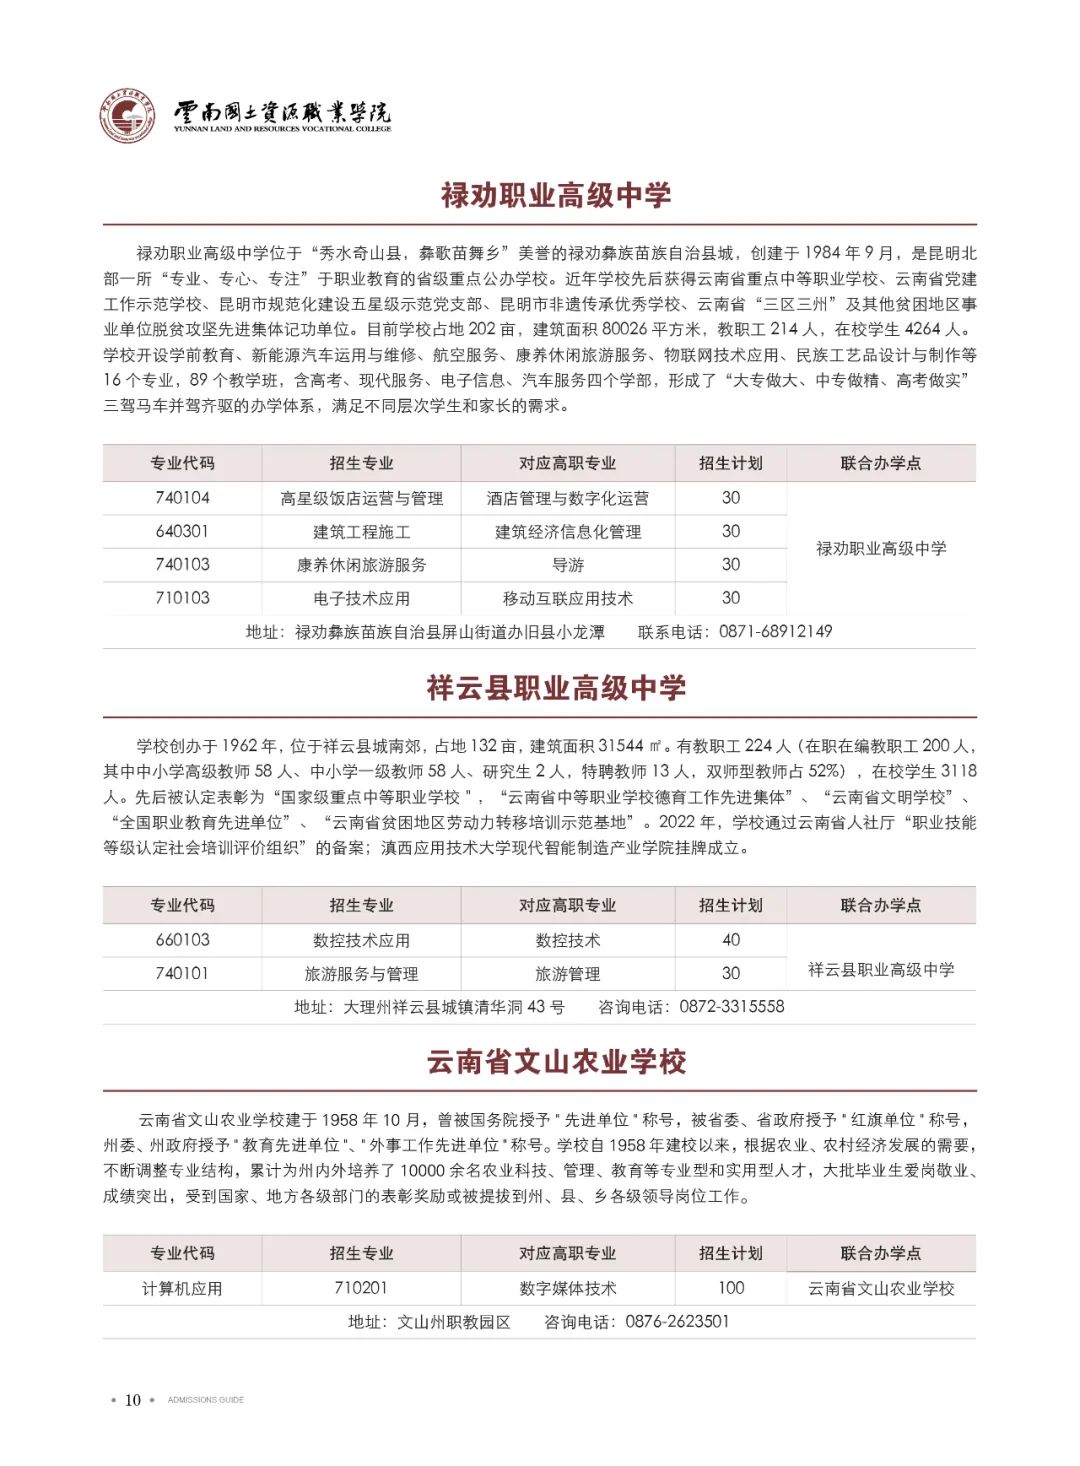 雲南國土資源職業學院
YUNNAN LAND AND RESOURCES VOCATIONAL COLLEGE
禄劝职业高级中学
禄劝职业高级中学位于“秀水奇山县，彝歌苗舞乡”美誉的禄劝彝族苗族自治县城，创建于 1984 年 9 月，是昆明北
部一所“专业、专心、专注”于职业教育的省级重点公办学校。近年学校先后获得云南省重点中等职业学校、云南省党建
工作示范学校、昆明市规范化建设五星级示范党支部、昆明市非遗传承优秀学校、云南省“三区三州”及其他贫困地区事
业单位脱贫攻坚先进集体记功单位。目前学校占地 202 亩，建筑面积 80026 平方米，教职工 214 人，在校学生 4264 人。
学校开设学前教育、新能源汽车运用与维修、航空服务、康养休闲旅游服务、物联网技术应用、民族工艺品设计与制作等
16 个专业，89 个教学班，含高考、现代服务、电子信息、汽车服务四个学部，形成了“大专做大、中专做精、高考做实”
三驾马车并驾齐驱的办学体系，满足不同层次学生和家长的需求。
专业代码 招生专业 对应高职专业 招生计划 联合办学点
740104 高星级饭店运营与管理 酒店管理与数字化运营 30
640301 建筑工程施工 建筑经济信息化管理 30
禄劝职业高级中学
740103 康养休闲旅游服务 导游 30
710103 电子技术应用 移动互联应用技术 30
地址：禄劝彝族苗族自治县屏山街道办旧县小龙潭 联系电话：0871-68912149
祥云县职业高级中学
学校创办于 1962 年，位于祥云县城南郊，占地 132 亩，建筑面积 31544 ㎡。有教职工 224 人（在职在编教职工 200 人，
其中中小学高级教师 58 人、中小学一级教师 58 人、研究生 2 人，特聘教师 13 人，双师型教师占 52%），在校学生 3118
人。先后被认定表彰为“国家级重点中等职业学校＂，“云南省中等职业学校德育工作先进集体”、“云南省文明学校”、
“全国职业教育先进单位”、“云南省贫困地区劳动力转移培训示范基地”。2022 年，学校通过云南省人社厅“职业技能
等级认定社会培训评价组织”的备案；滇西应用技术大学现代智能制造产业学院挂牌成立。
专业代码 招生专业 对应高职专业 招生计划 联合办学点
660103 数控技术应用 数控技术 40
740101 旅游服务与管理 旅游管理 30 祥云县职业高级中学
地址：大理州祥云县城镇清华洞 43 号 咨询电话：0872-3315558
云南省文山农业学校
云南省文山农业学校建于 1958 年 10 月，曾被国务院授予＂先进单位＂称号，被省委、省政府授予＂红旗单位＂称号，
州委、州政府授予＂教育先进单位＂、＂外事工作先进单位＂称号。学校自 1958 年建校以来，根据农业、农村经济发展的需要，
不断调整专业结构，累计为州内外培养了 10000 余名农业科技、管理、教育等专业型和实用型人才，大批毕业生爱岗敬业、
成绩突出，受到国家、地方各级部门的表彰奖励或被提拔到州、县、乡各级领导岗位工作。
专业代码 招生专业 对应高职专业 招生计划 联合办学点
计算机应用 710201 数字媒体技术 100 云南省文山农业学校
地址：文山州职教园区 咨询电话：0876-2623501
• 10 • ADMISSIONS GUIDE